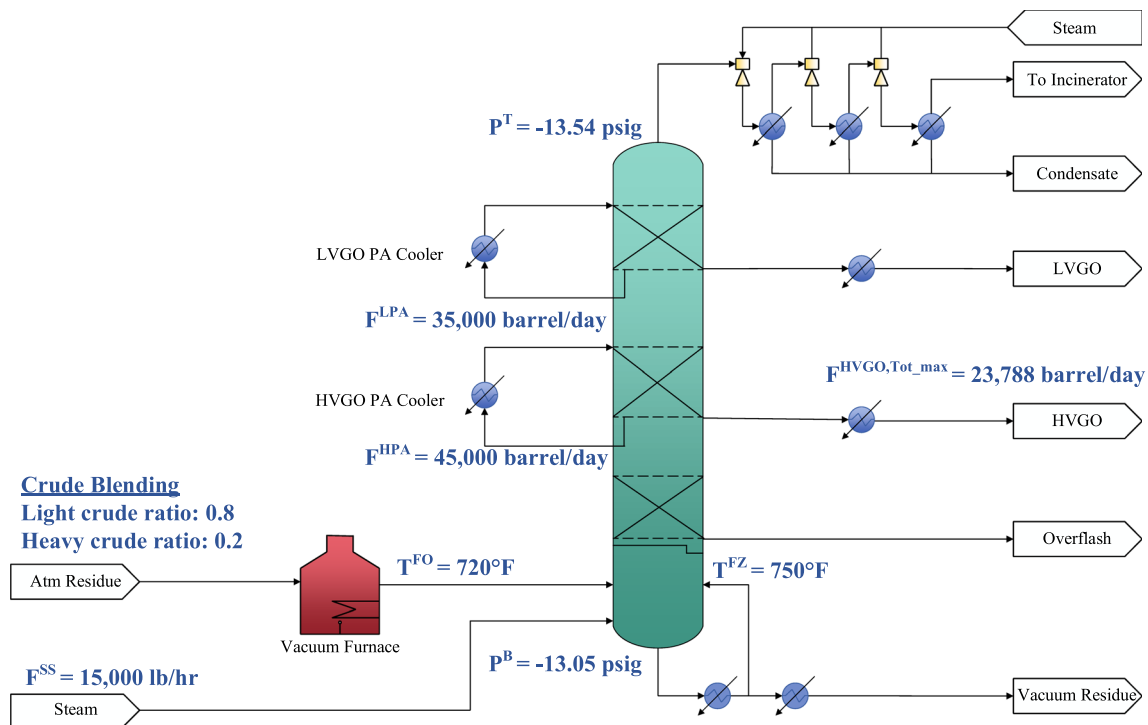 Steam
To Incinerator
P^T = -13.54 psig
Condensate
LVGO PA Cooler
LVGO
F^LPA = 35,000 barrel/day
F^HVGO,Tot_max = 23,788 barrel/day
HVGO PA Cooler
HVGO
F^HPA = 45,000 barrel/day
Crude Blending
Light crude ratio: 0.8
Heavy crude ratio: 0.2
Overflash
Atm Residue
T^FO = 720°F
T^FZ = 750°F
Vacuum Furnace
P^B = -13.05 psig
F^SS = 15,000 lb/hr
Steam
Vacuum Residue